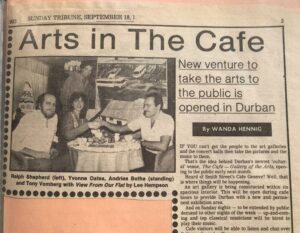 SUNDAY TRIBUNE, SEPTEMBER 18, 1
3
Arts in The Cafe
New venture to
take the arts to
the public is
opened in Durban
By WANDA HENNIG
Ralph Shepherd (left), Yvonne Oates, Andries Botha (standing)
and Tony Vomberg with View From Our Flat by Lee Hempson
IF YOU can't get the people to the art galleries
and the concert halls then take the pictures and the
music to them.
That's the idea behind Durban's newest 'cultur-
al' venue, The Cafe — Gallery of the Arts, open-
ing to the public early next month.
Heard of Smith Street's Cafe Geneve? Well, that
is where things will be happening.
An art gallery is being constructed within its
capacious interior. This will be open during cafe
hours to provide Durban with a new and perma-
nent exhibition area.
And on Sunday nights — to be extended by public
demand to other nights of the week — up-and-com-
ing and top classical musicians will be invited to
play their music.
Cafe visitors will be able to listen and chat over